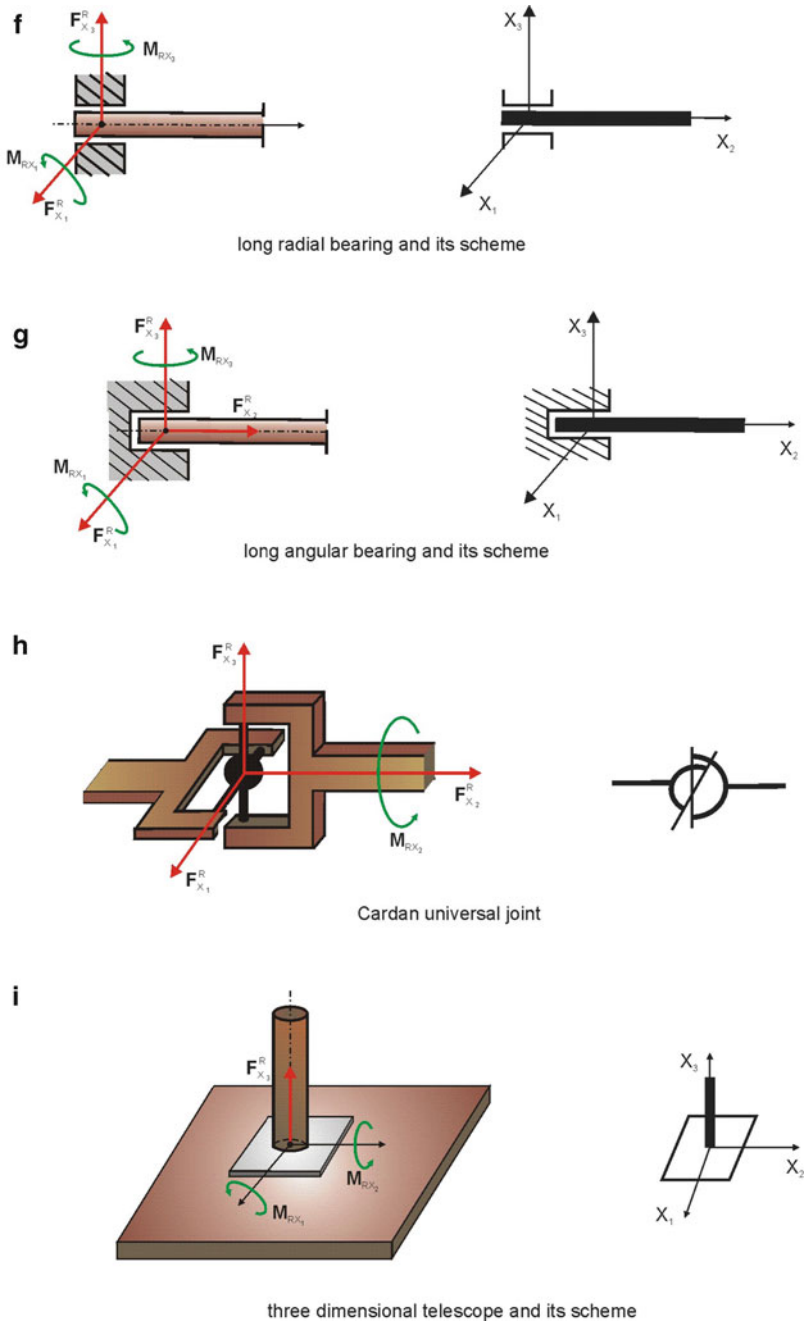 f
F^R_X3
M_RX3
M_RX1
F^R_X1
X3
X2
X1
long radial bearing and its scheme
g
F^R_X3
M_RX3
F^R_X2
M_RX1
F^R_X1
X3
X2
X1
long angular bearing and its scheme
h
F^R_X3
F^R_X2
M_RX2
F^R_X1
Cardan universal joint
i
F^R_X3
M_RX2
M_RX1
X3
X2
X1
three dimensional telescope and its scheme